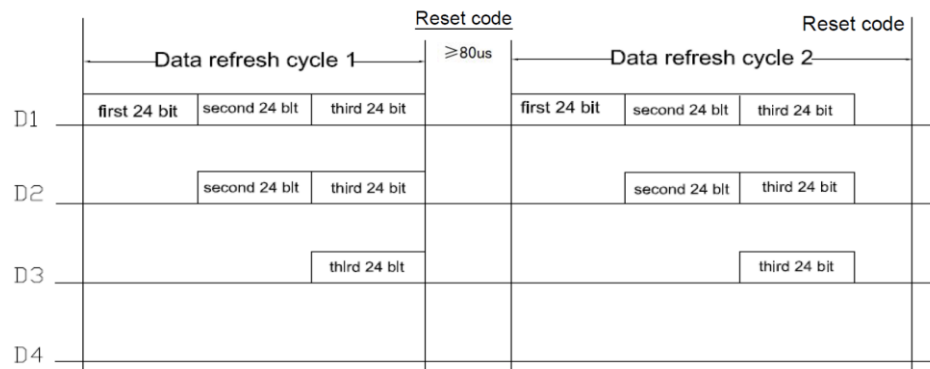 Reset code
Reset code
≥80us
Data refresh cycle 1
Data refresh cycle 2
D1 first 24 bit second 24 blt third 24 bit first 24 bit second 24 blt third 24 bit
D2 second 24 blt third 24 blt second 24 blt third 24 bit
D3 third 24 blt third 24 bit
D4